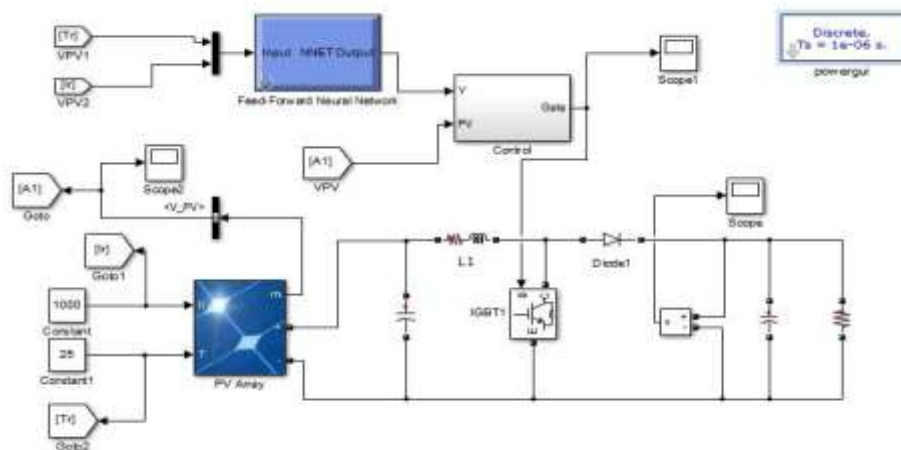 [Tr]
VPV1
[Ir]
VPV2
Input NNET Output
Feed-Forward Neural Network
Y
PV
Gate
Control
[A1]
VPV
Scope1
Discrete,
Ts = 1e-06 s.
powergui
[A1]
Goto
Scope2
<V_PV>
[Ir]
Goto1
1000
Constant
25
Constant1
[Tr]
Goto2
Ir
T
m
+
-
PV Array
L1
g
C
E
IGBT1
Diode1
Scope
v
+
-